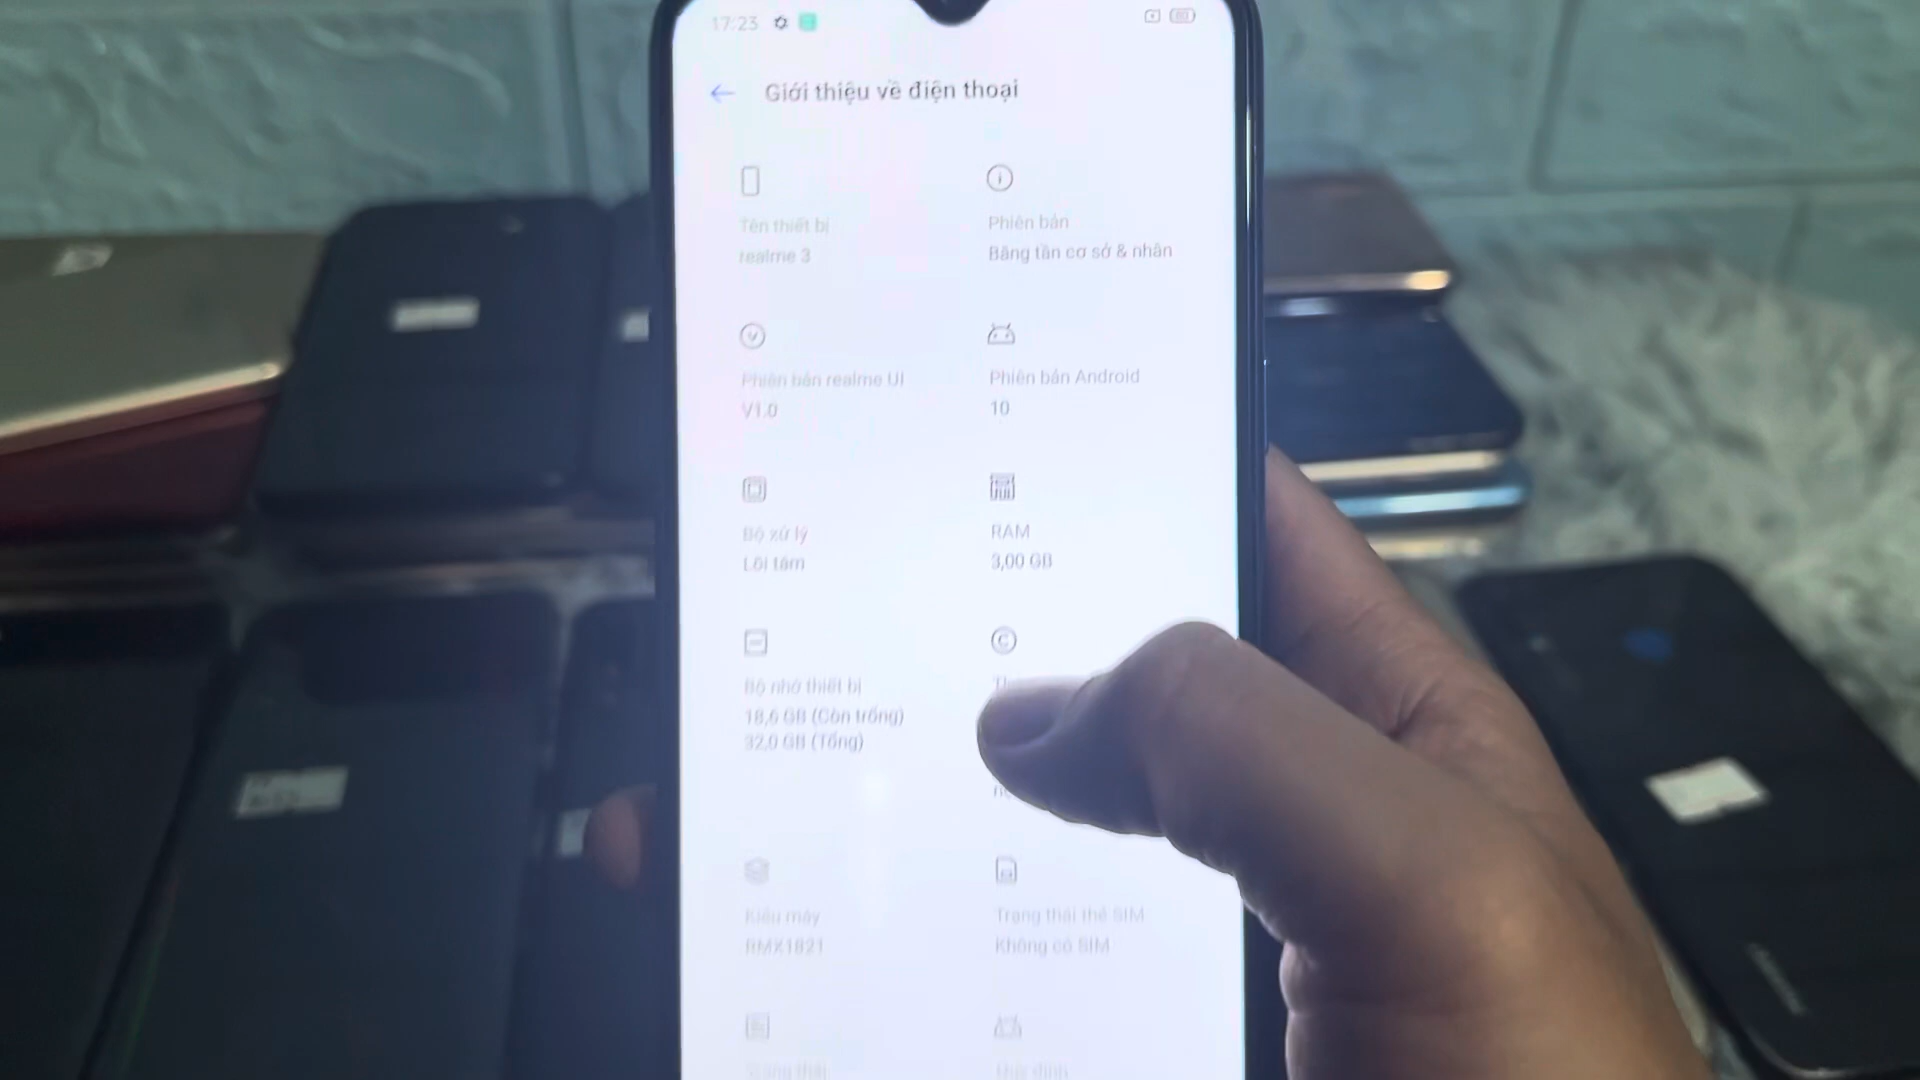 17:23
80
Giới thiệu về điện thoại
Tên thiết bị
realme 3
Phiên bản
Băng tần cơ sở & nhân
Phiên bản realme UI
V1.0
Phiên bản Android
10
Bộ xử lý
Lõi tám
RAM
3,00 GB
Bộ nhớ thiết bị
18,6 GB (Còn trống)
32,0 GB (Tổng)
Kiểu máy
RMX1821
Trạng thái thẻ SIM
Không có SIM
Trạng thái